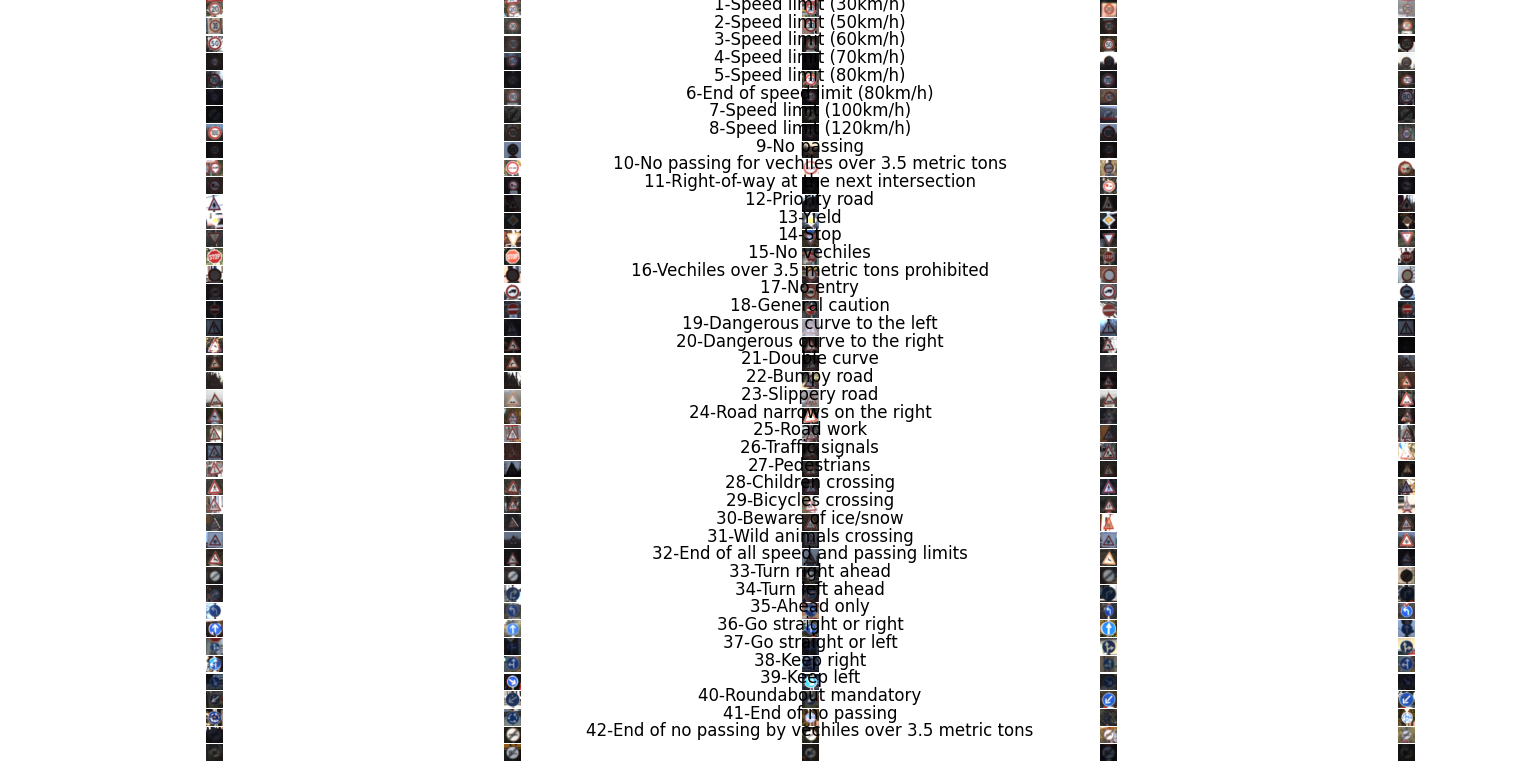 1-Speed limit (30km/h)
2-Speed limit (50km/h)
3-Speed limit (60km/h)
4-Speed limit (70km/h)
5-Speed limit (80km/h)
6-End of speed limit (80km/h)
7-Speed limit (100km/h)
8-Speed limit (120km/h)
9-No passing
10-No passing for vechiles over 3.5 metric tons
11-Right-of-way at the next intersection
12-Priority road
13-Yield
14-Stop
15-No vechiles
16-Vechiles over 3.5 metric tons prohibited
17-No entry
18-General caution
19-Dangerous curve to the left
20-Dangerous curve to the right
21-Double curve
22-Bumpy road
23-Slippery road
24-Road narrows on the right
25-Road work
26-Traffic signals
27-Pedestrians
28-Children crossing
29-Bicycles crossing
30-Beware of ice/snow
31-Wild animals crossing
32-End of all speed and passing limits
33-Turn right ahead
34-Turn left ahead
35-Ahead only
36-Go straight or right
37-Go straight or left
38-Keep right
39-Keep left
40-Roundabout mandatory
41-End of no passing
42-End of no passing by vechiles over 3.5 metric tons